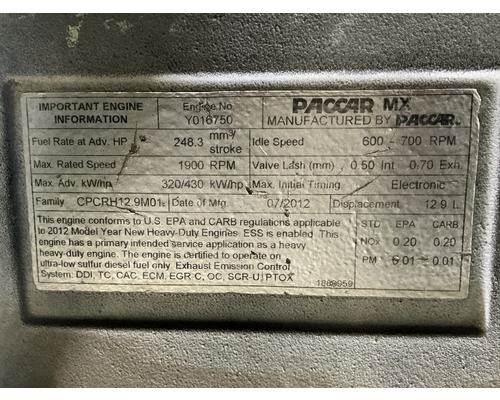 IMPORTANT ENGINE INFORMATION
Engine No
Y016750
PACCAR MX
MANUFACTURED BY PACCAR
Fuel Rate at Adv. HP 248.3 mm³/stroke
Idle Speed 600 - 700 RPM
Max. Rated Speed 1900 RPM
Valve Lash (mm) 0.50 Int 0.70 Exh.
Max. Adv. kW/hp 320/430 kW/hp
Max. Initial Timing Electronic
Family CPCRH12.9M01
Date of Mfg. 07/2012
Displacement 12.9 L
This engine conforms to U.S. EPA and CARB regulations applicable
to 2012 Model Year New Heavy-Duty Engines. ESS is enabled. This
engine has a primary intended service application as a heavy
heavy-duty engine. The engine is certified to operate on
ultra-low sulfur diesel fuel only. Exhaust Emission Control
System: DDI, TC, CAC, ECM, EGR-C, OC, SCR-U, PTOX
STD EPA CARB
NOx 0.20 0.20
PM 0.01 0.01